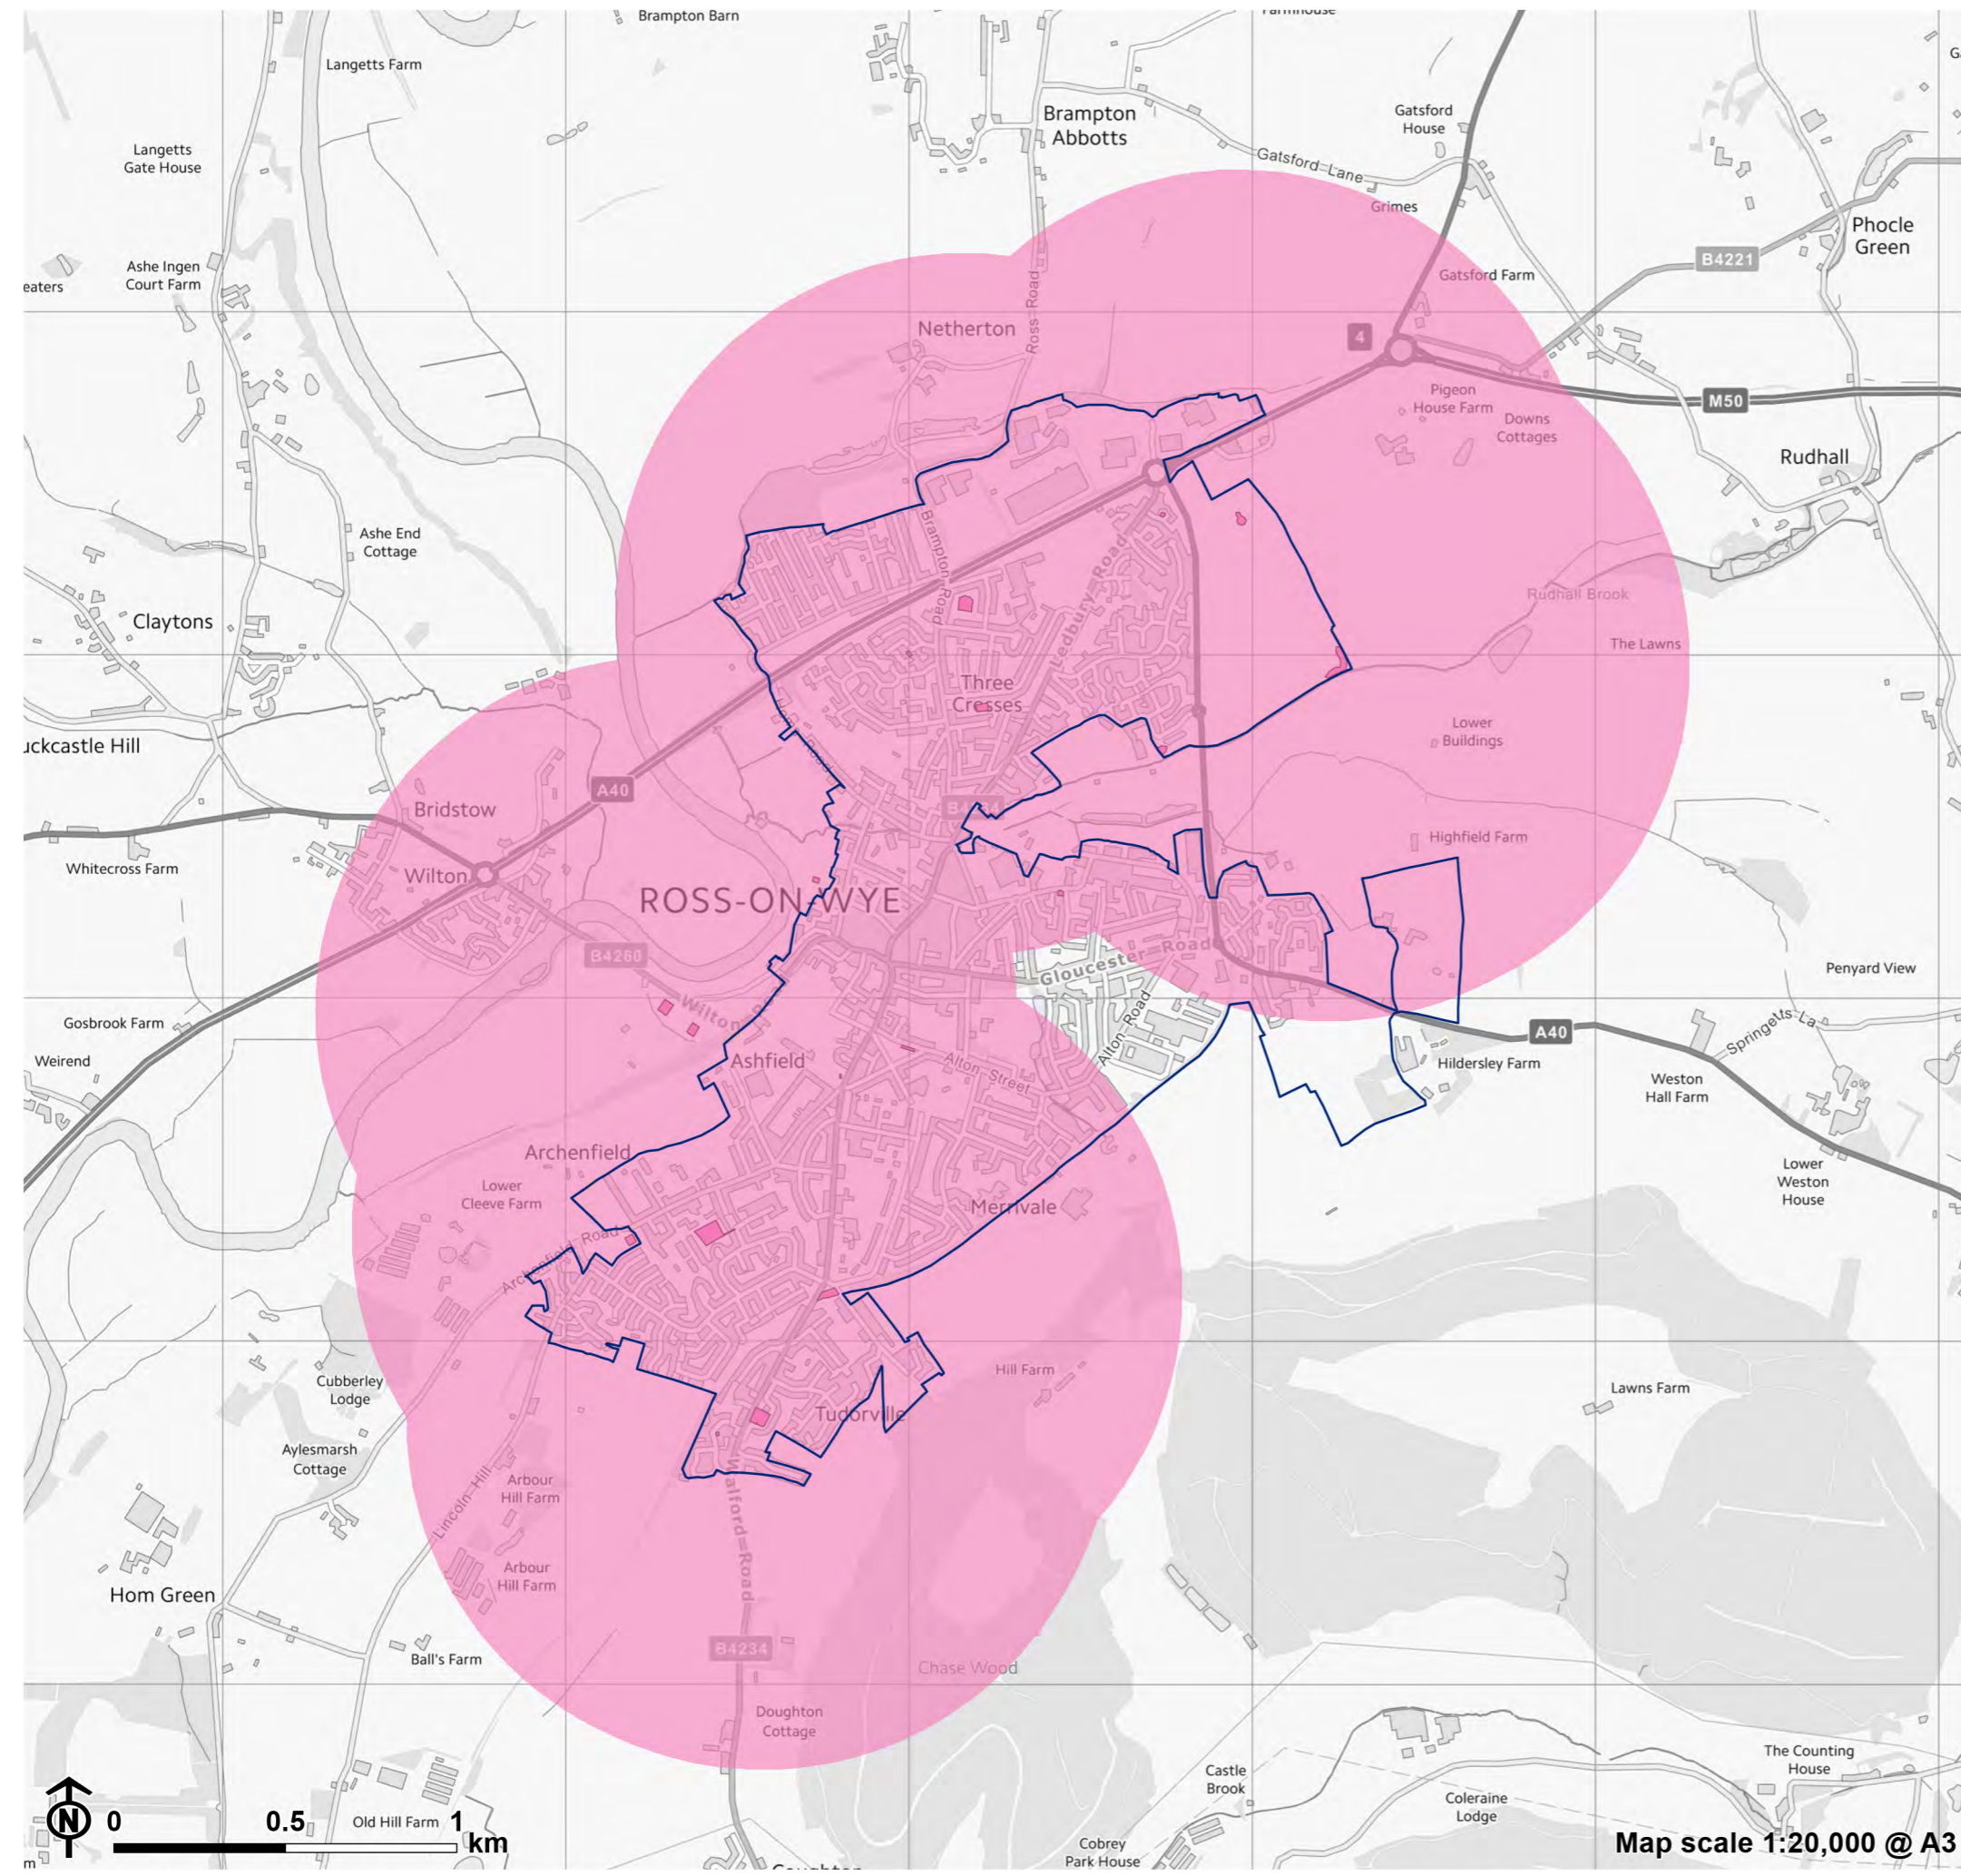 Brampton Barn
Langetts Farm
Brampton
Abbotts
Gatsford
House
Langetts
Gate House
Gatsford Lane
Grimes
Phocle
Green
B4221
Ashe Ingen
Court Farm
Gatsford Farm
eaters
Ross Road
Netherton
4
Pigeon
House Farm
M50
Downs
Cottages
Rudhall
Brampton Road
Ashe End
Cottage
Ledbury Road
Rudhall Brook
Claytons
The Lawns
Three
Crosses
Lower
Buildings
uckcastle Hill
A40
Bridstow
Highfield Farm
Whitecross Farm
Wilton
ROSS-ON-WYE
B4260
Gloucester Road
Penyard View
Gosbrook Farm
Wilton Road
Alton Road
Springetts La
Weirend
Ashfield
Alton Street
A40
Hildersley Farm
Weston
Hall Farm
Archenfield
Lower
Cleeve Farm
Merrivale
Lower
Weston
House
Archenfield Road
Hill Farm
Cubberley
Lodge
Lawns Farm
Tudorville
Aylesmarsh
Cottage
Lincoln Hill
Arbour
Hill Farm
Walford Road
Arbour
Hill Farm
Hom Green
B4234
Ball's Farm
Chase Wood
Doughton
Cottage
The Counting
House
Castle
Brook
Coleraine
Lodge
N
0 0.5 1
km
Old Hill Farm
Cobrey
Park House
Map scale 1:20,000 @ A3